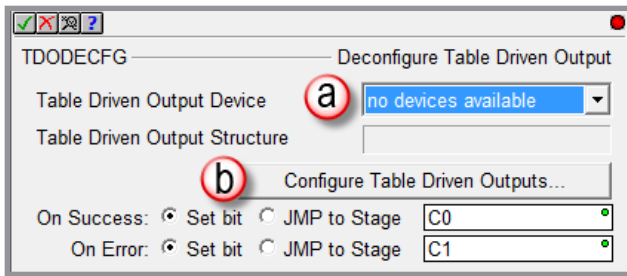 ?
TDODECFG Deconfigure Table Driven Output
Table Driven Output Device a no devices available
Table Driven Output Structure
b Configure Table Driven Outputs...
On Success: Set bit JMP to Stage C0
On Error: Set bit JMP to Stage C1